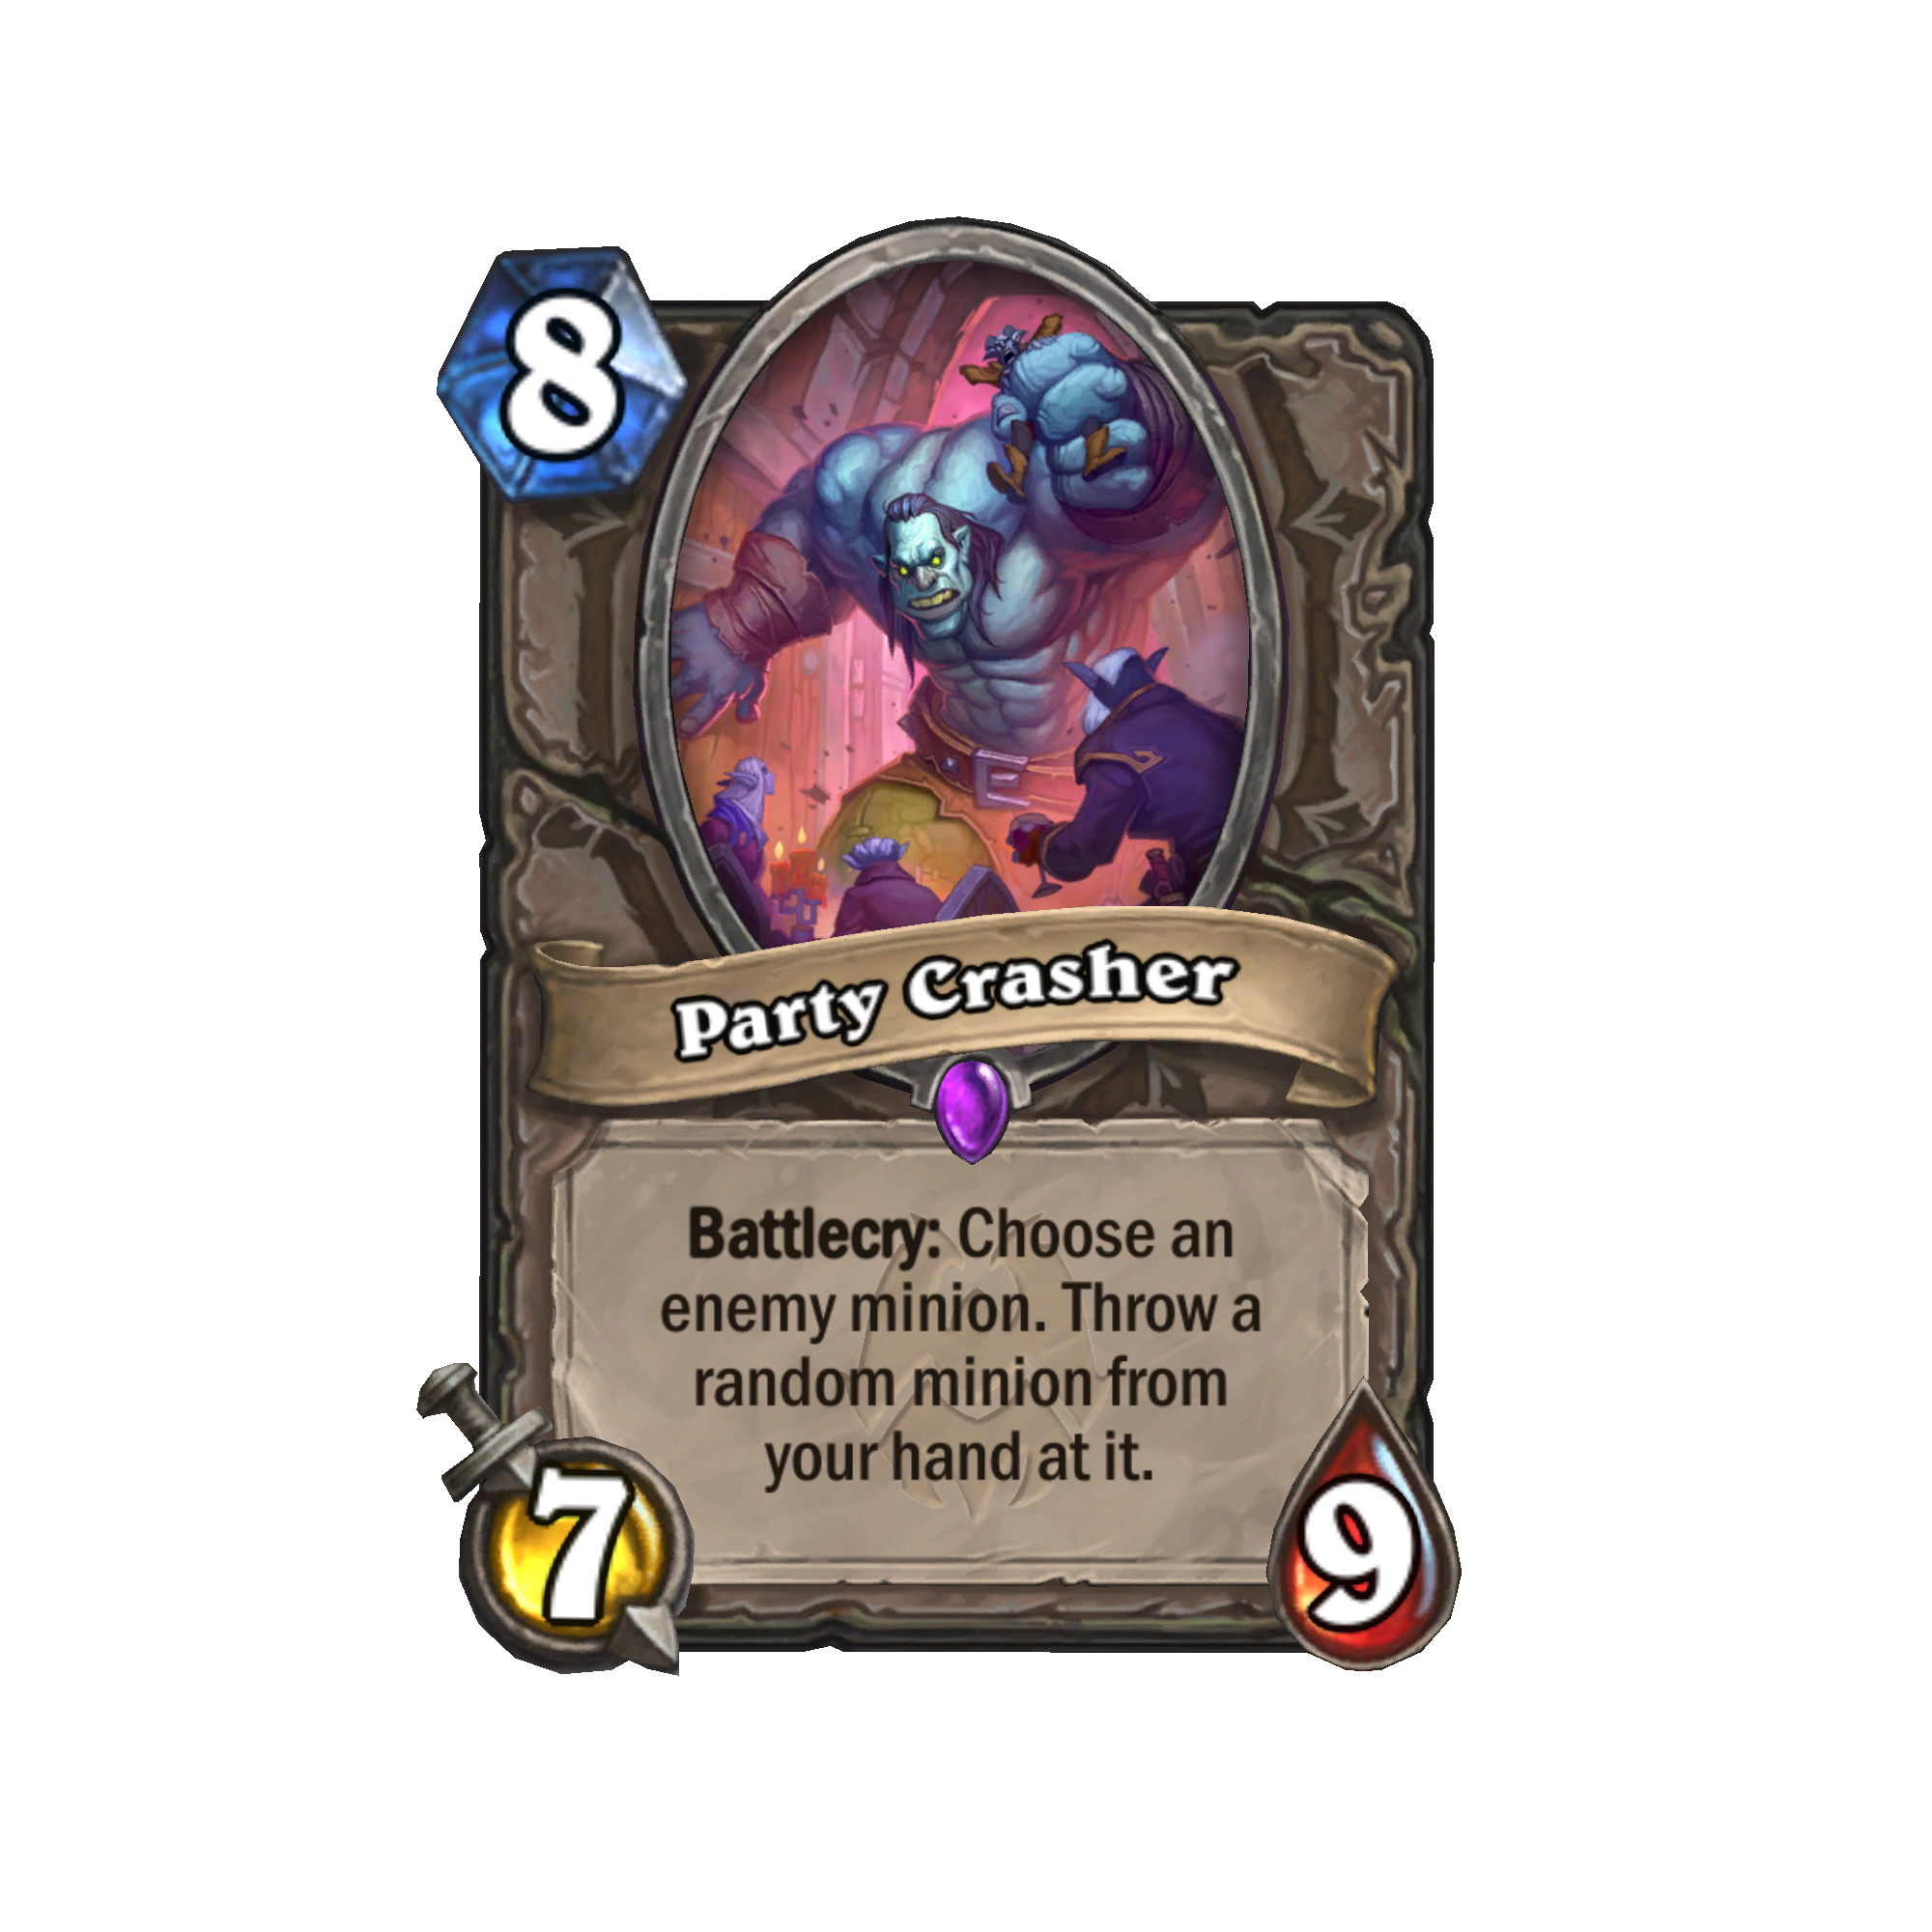 8
Party Crasher
Battlecry: Choose an
enemy minion. Throw a
random minion from
your hand at it.
7
9